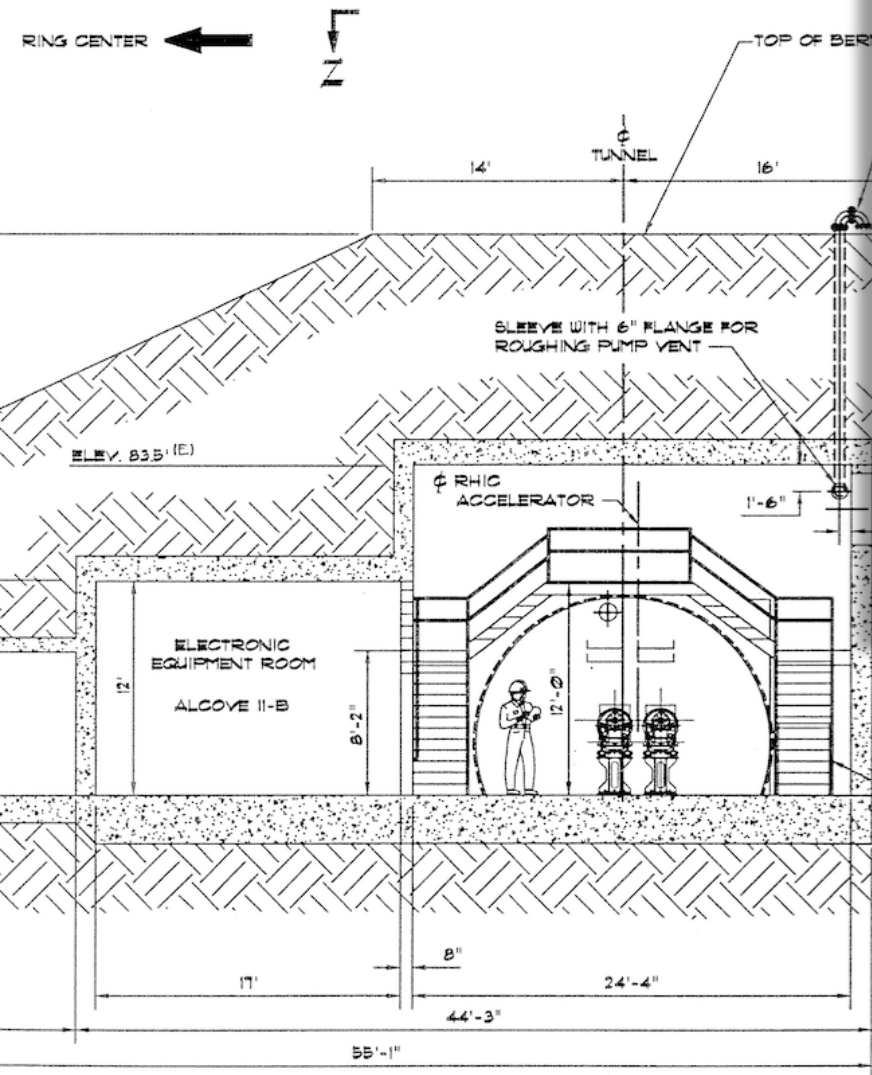 RING CENTER
Z
TOP OF BER
℄
TUNNEL
14'
16'
SLEEVE WITH 6" FLANGE FOR
ROUGHING PUMP VENT
ELEV. 83.5' (E)
℄ RHIC
ACCELERATOR
1'-6"
ELECTRONIC
EQUIPMENT ROOM
ALCOVE 11-B
12'
8'-2"
12'-0"
8"
17'
24'-4"
44'-3"
55'-1"